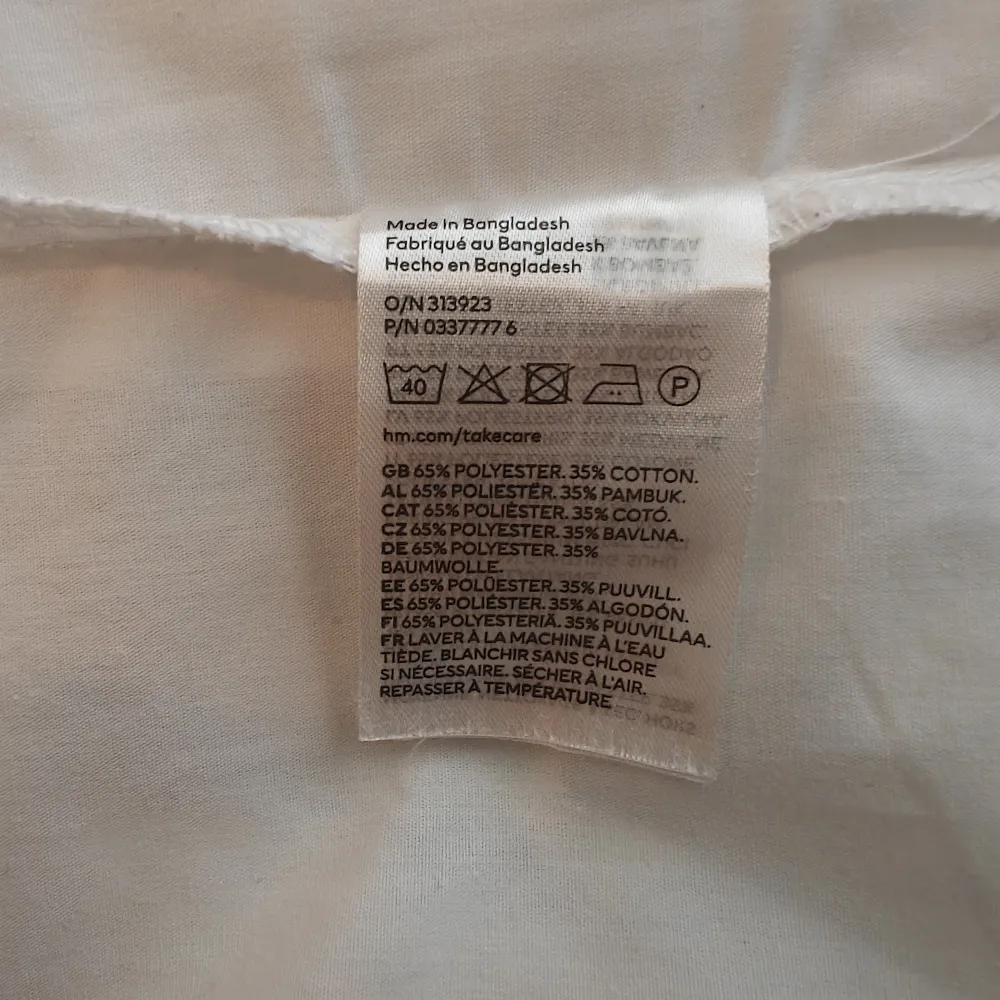 Made in Bangladesh
Fabriqué au Bangladesh
Hecho en Bangladesh
O/N 313923
P/N 0337777 6
40 P
hm.com/takecare
GB 65% POLYESTER. 35% COTTON.
AL 65% POLIESTËR. 35% PAMBUK.
CAT 65% POLIÈSTER. 35% COTÓ.
CZ 65% POLYESTER. 35% BAVLNA.
DE 65% POLYESTER. 35%
BAUMWOLLE.
EE 65% POLÜESTER. 35% PUUVILL.
ES 65% POLIÉSTER. 35% ALGODÓN.
FI 65% POLYESTERIÄ. 35% PUUVILLAA.
FR LAVER À LA MACHINE À L'EAU
TIÈDE. BLANCHIR SANS CHLORE
SI NÉCESSAIRE. SÉCHER À L'AIR.
REPASSER À TEMPÉRATURE